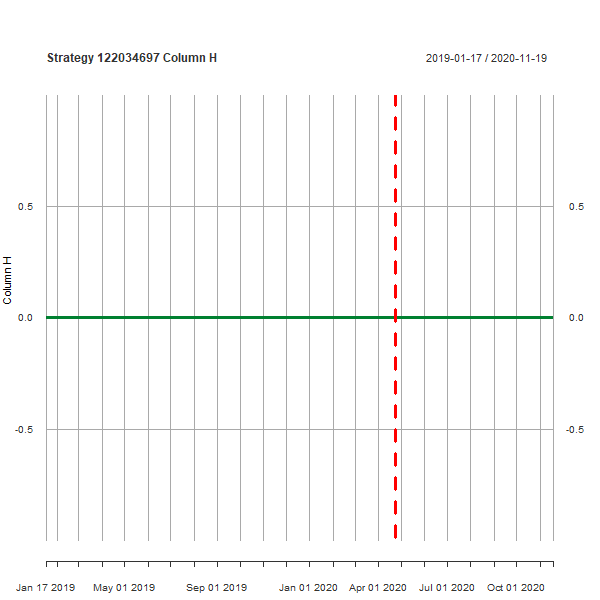 Strategy 122034697 Column H
2019-01-17 / 2020-11-19
0.5
0.5
Column H
0.0
0.0
-0.5
-0.5
Jan 17 2019
May 01 2019
Sep 01 2019
Jan 01 2020
Apr 01 2020
Jul 01 2020
Oct 01 2020